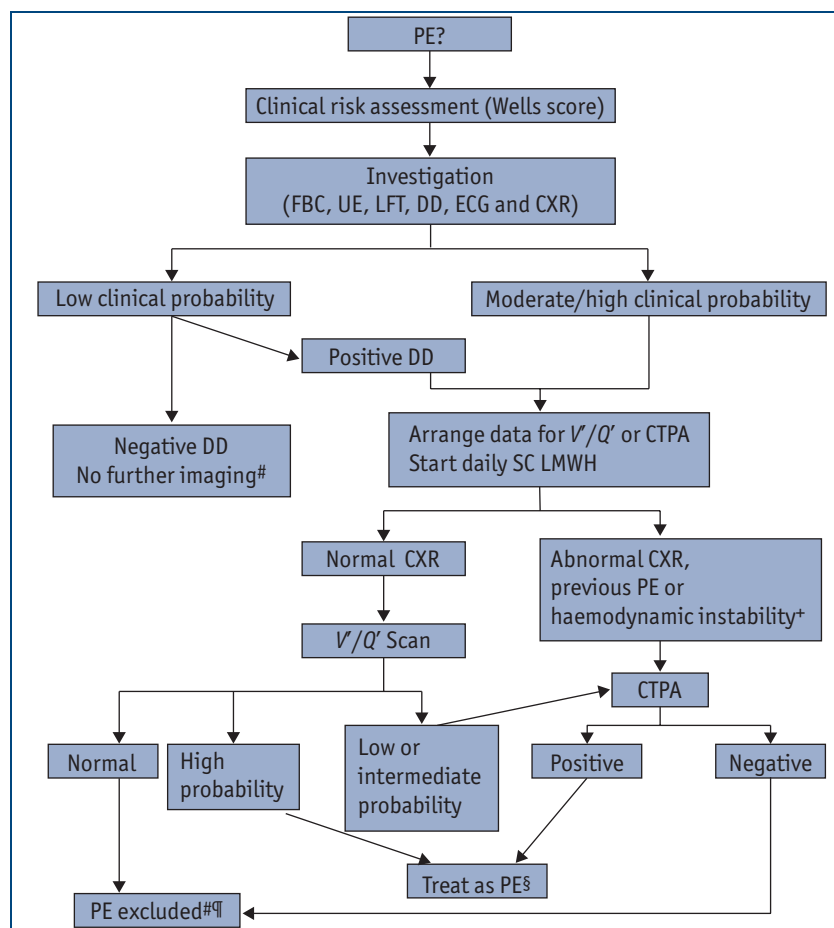 PE?
Clinical risk assessment (Wells score)
Investigation
(FBC, UE, LFT, DD, ECG and CXR)
Low clinical probability
Moderate/high clinical probability
Positive DD
Negative DD
No further imaging#
Arrange data for V'/Q' or CTPA
Start daily SC LMWH
Normal CXR
Abnormal CXR,
previous PE or
haemodynamic instability+
V'/Q' Scan
CTPA
Normal
High
probability
Low or
intermediate
probability
Positive
Negative
Treat as PE§
PE excluded#¶